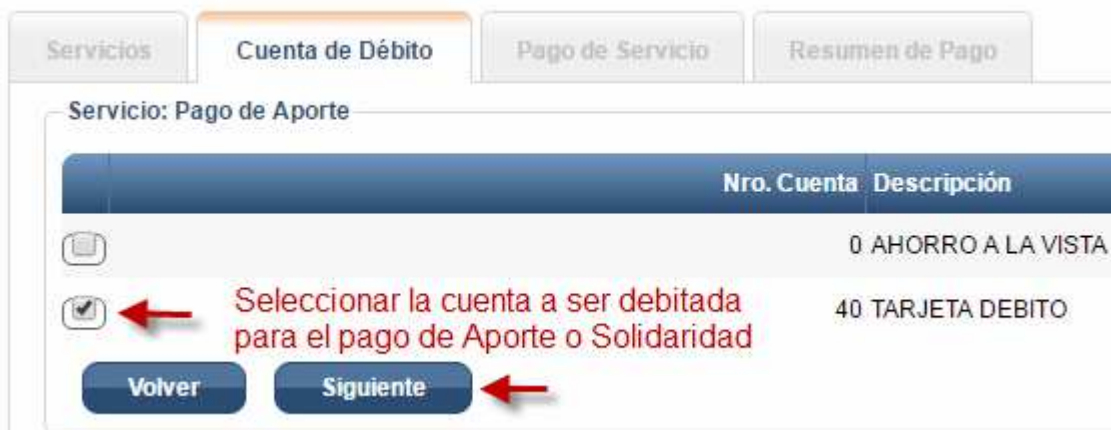 Servicios Cuenta de Débito Pago de Servicio Resumen de Pago
Servicio: Pago de Aporte
Nro. Cuenta Descripción
0 AHORRO A LA VISTA
Seleccionar la cuenta a ser debitada
40 TARJETA DEBITO
para el pago de Aporte o Solidaridad
Volver Siguiente